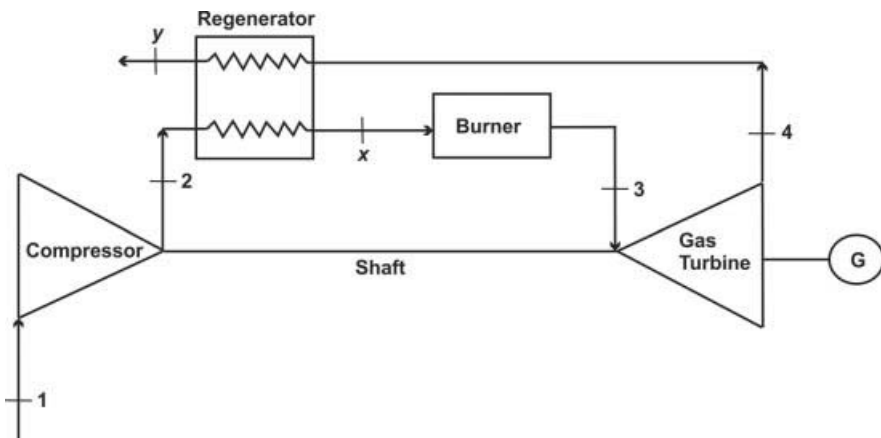 Regenerator
y
Burner
x
4
2
3
Compressor
Gas
Turbine
G
Shaft
1